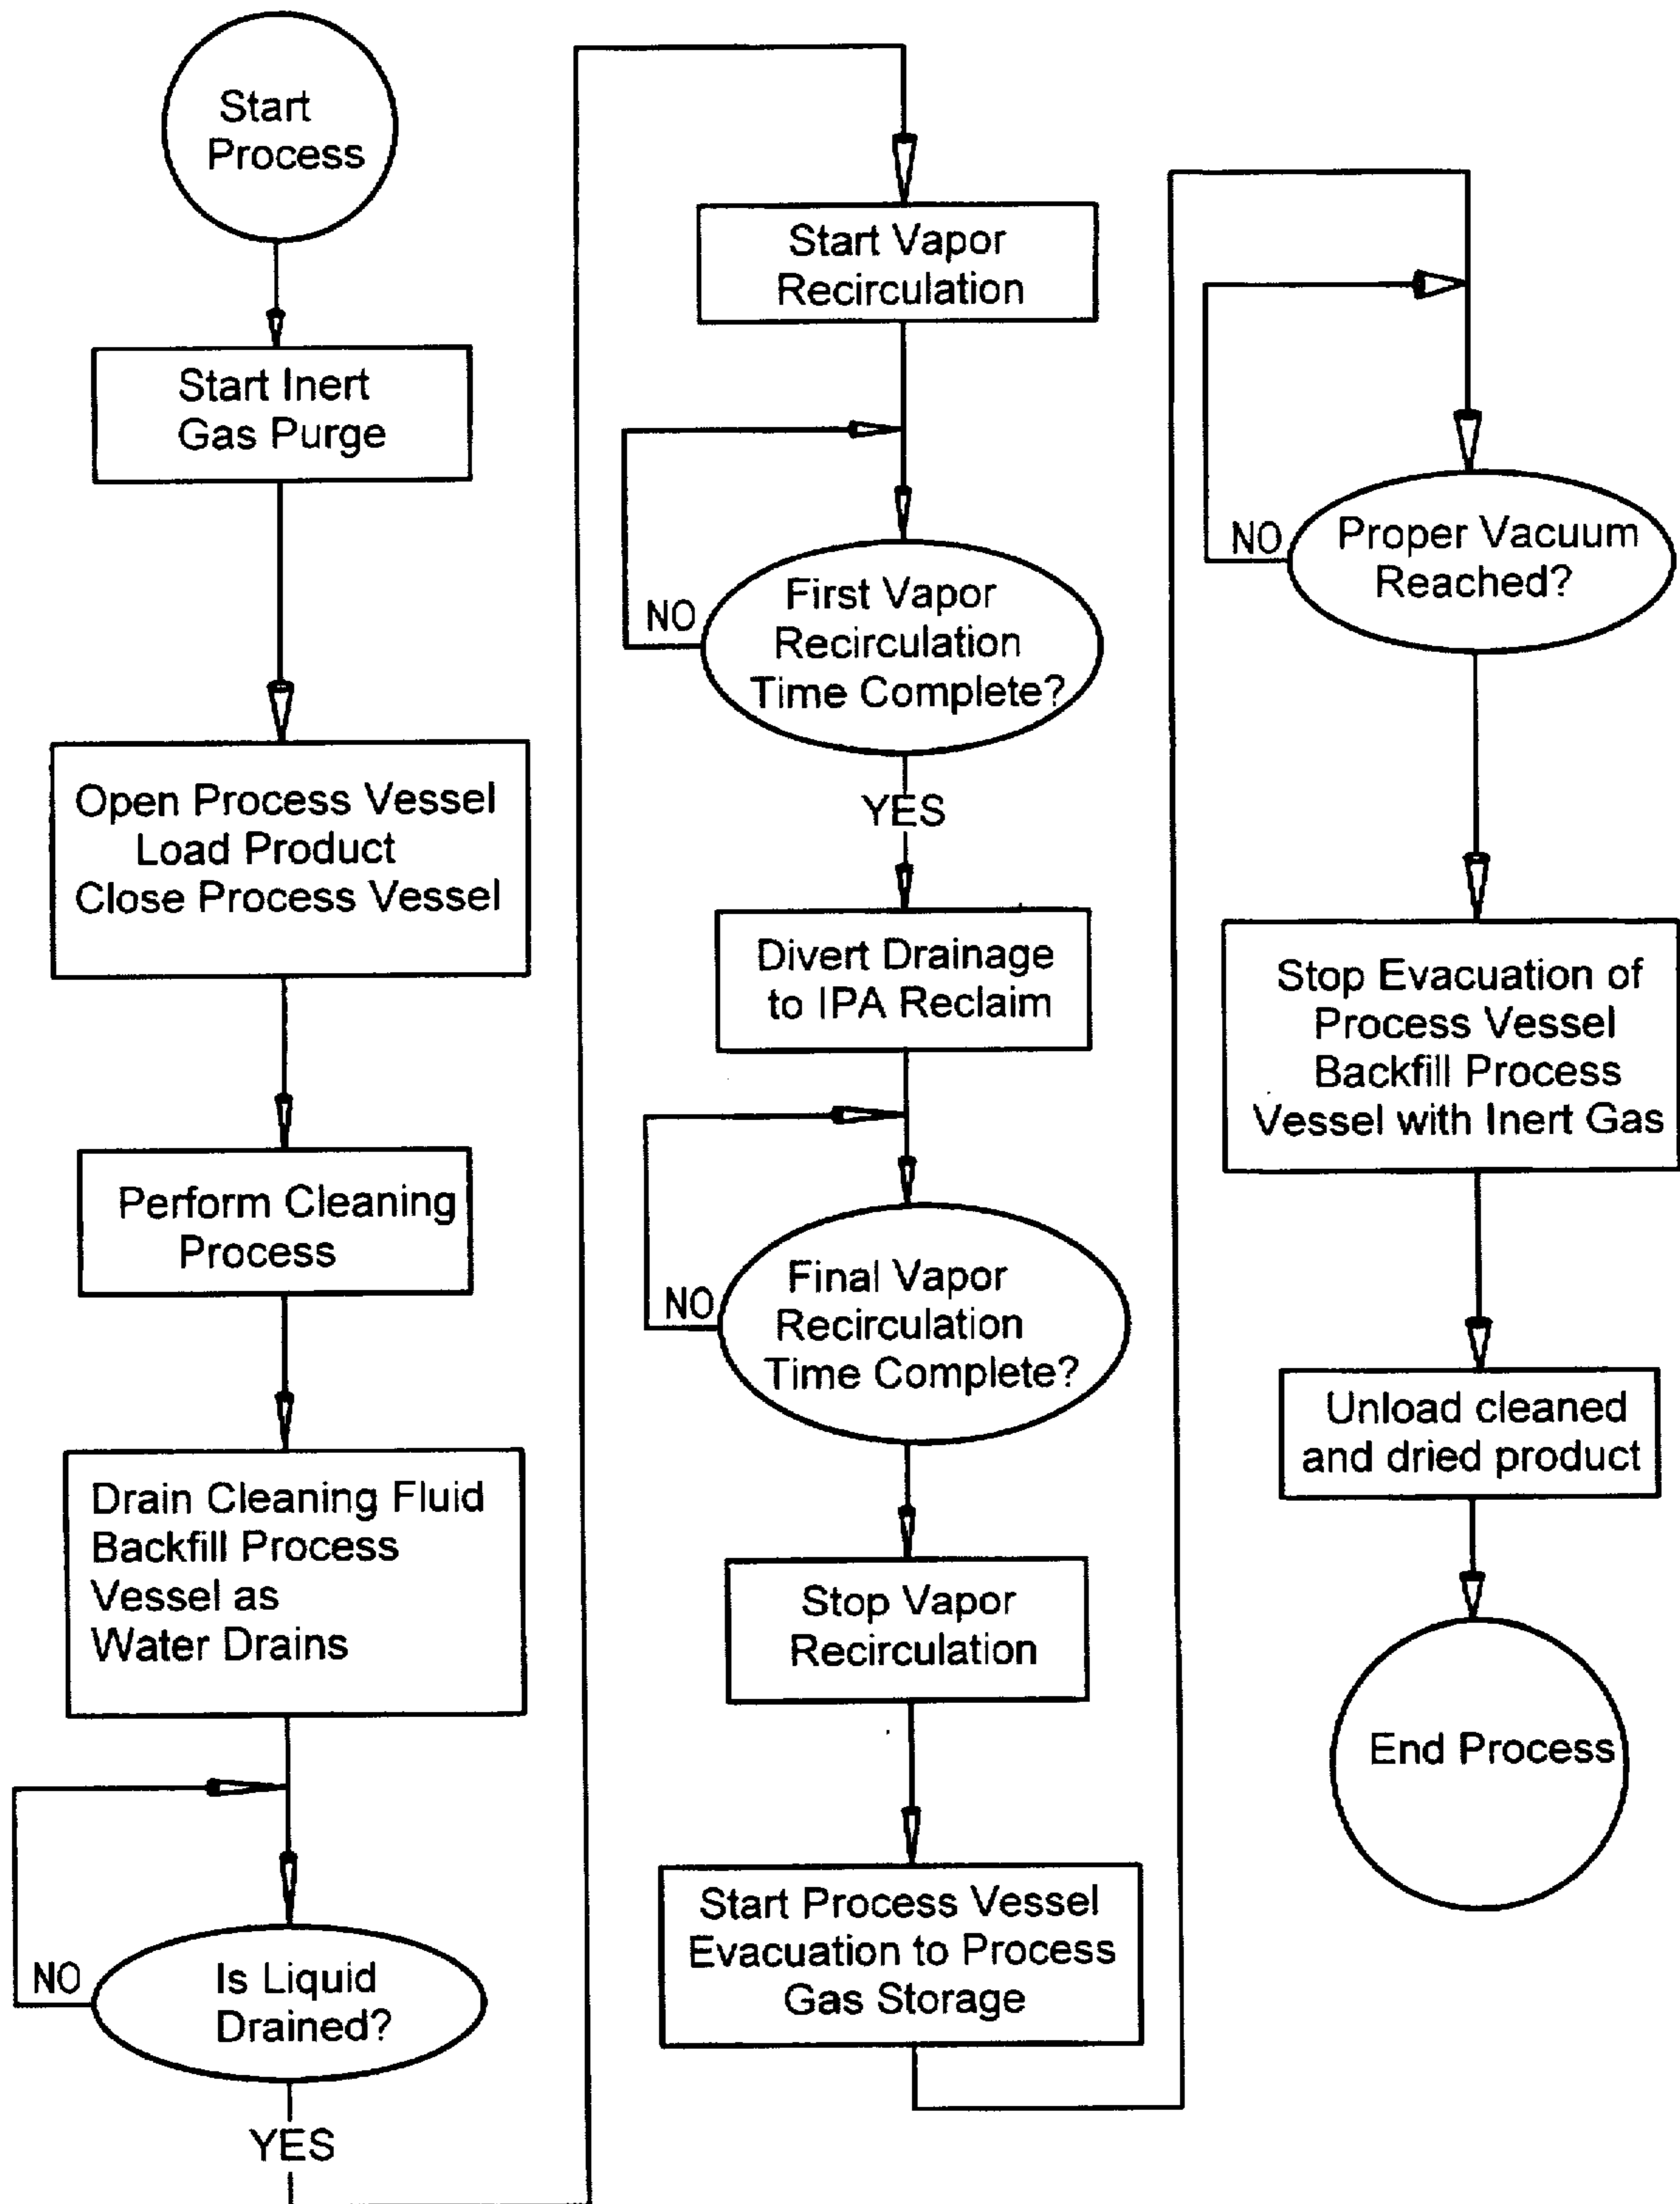 Start
Process
Start Inert
Gas Purge
Open Process Vessel
Load Product
Close Process Vessel
Perform Cleaning
Process
Drain Cleaning Fluid
Backfill Process
Vessel as
Water Drains
NO
Is Liquid
Drained?
YES
Start Vapor
Recirulation
NO
First Vapor
Recirculation
Time Complete?
YES
Divert Drainage
to IPA Reclaim
NO
Final Vapor
Recirculation
Time Complete?
Stop Vapor
Recirculation
Start Process Vessel
Evacuation to Process
Gas Storage
NO
Proper Vacuum
Reached?
Stop Evacuation of
Process Vessel
Backfill Process
Vessel with Inert Gas
Unload cleaned
and dried product
End Process